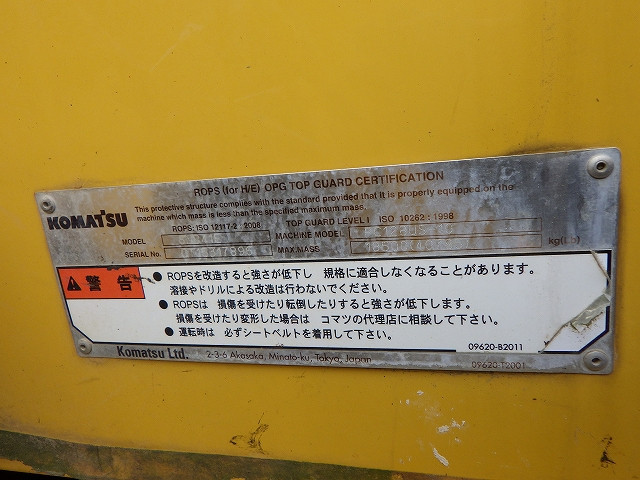 ROPS (for H/E) OPG TOP GUARD CERTIFICATION
KOMATSU
This protective structure complies with the standard provided that it is properly equipped on the
machine which mass is less than the specified maximum mass.
ROPS: ISO 12117-2 : 2008 TOP GUARD LEVEL I ISO 10262 : 1998
MODEL MACHINE MODEL
SERIAL No. MAX.MASS
警告
● ROPSを改造すると強さが低下し 規格に適合しなくなることがあります。
溶接やドリルによる改造は行わないでください。
● ROPSは 損傷を受けたり転倒したりすると強さが低下します。
損傷を受けたり変形した場合は コマツの代理店に相談して下さい。
● 運転時は 必ずシートベルトを着用して下さい。
09620-B2011
Komatsu Ltd. 2-3-6 Akasaka, Minato-ku, Tokyo, Japan
09620-T2001